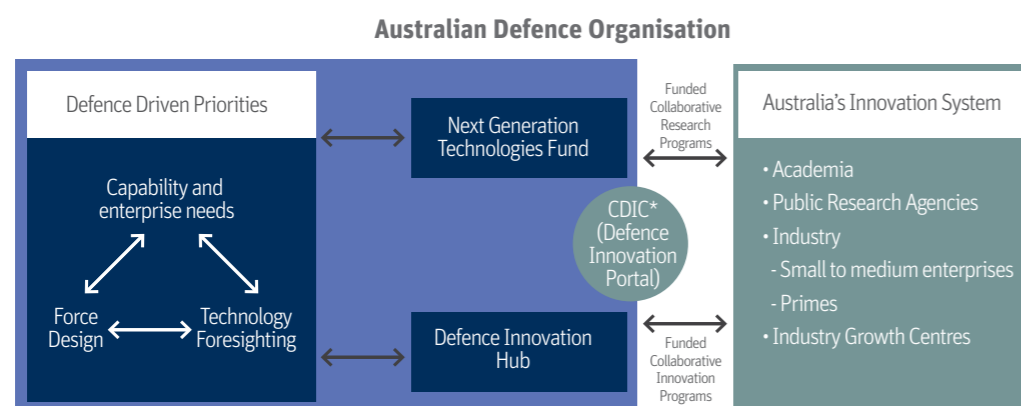 Australian Defence Organisation
Defence Driven Priorities
Capability and
enterprise needs
Force
Design
Technology
Foresighting
Next Generation
Technologies Fund
CDIC*
(Defence
Innovation
Portal)
Defence Innovation
Hub
Funded
Collaborative
Research
Programs
Funded
Collaborative
Innovation
Programs
Australia's Innovation System
• Academia
• Public Research Agencies
• Industry
- Small to medium enterprises
- Primes
• Industry Growth Centres